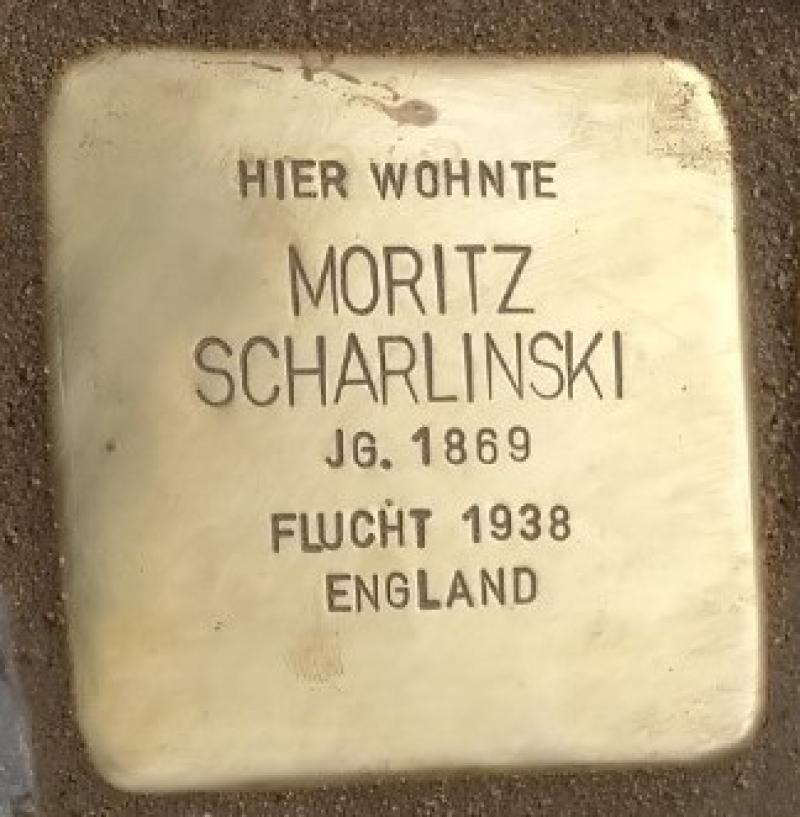 HIER WOHNTE
MORITZ
SCHARLINSKI
JG. 1869
FLUCHT 1938
ENGLAND